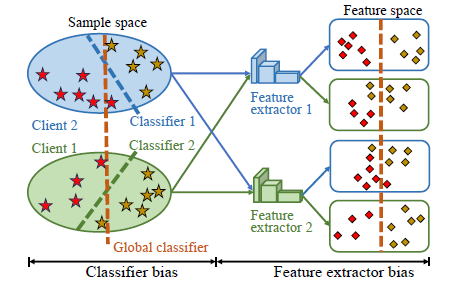 Sample space
Feature space
Client 2
Classifier 1
Feature
extractor 1
Client 1
Classifier 2
Feature
extractor 2
Global classifier
Classifier bias
Feature extractor bias